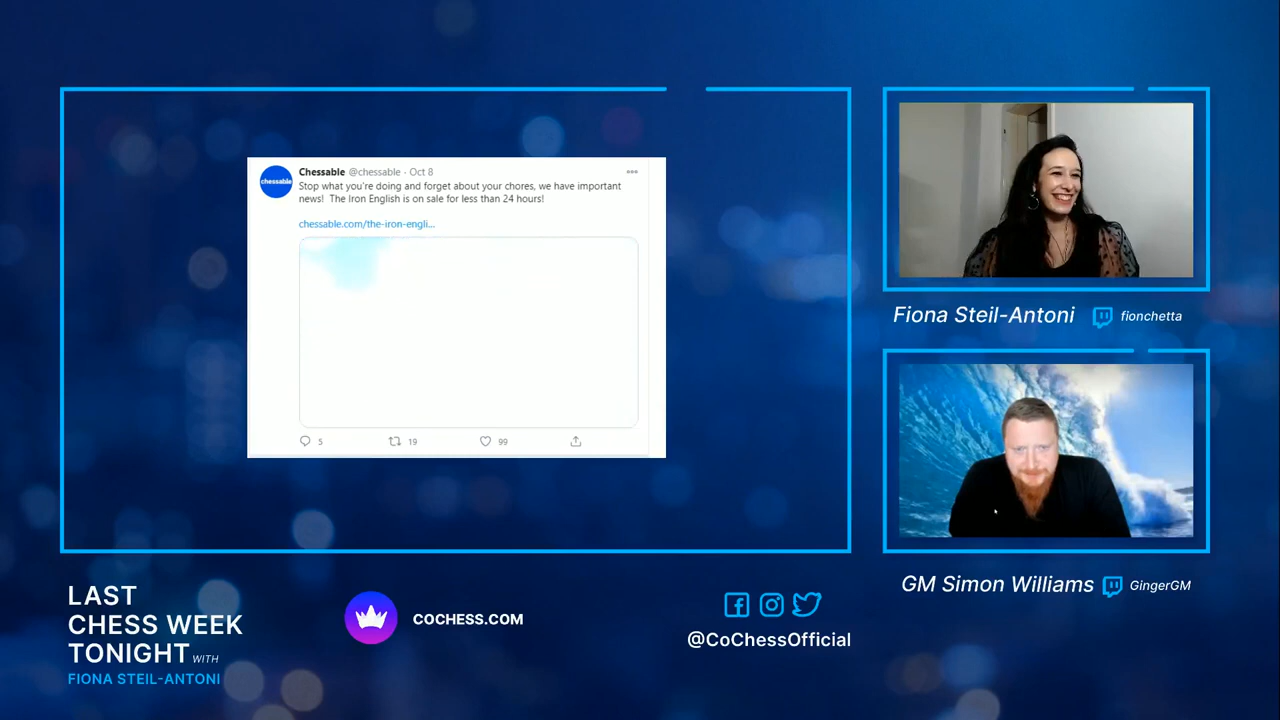 Chessable @chessable · Oct 8
chessable
Stop what you're doing and forget about your chores, we have important
news! The Iron English is on sale for less than 24 hours!
chessable.com/the-iron-engli...
5 19 99
Fiona Steil-Antoni fionchetta
GM Simon Williams GingerGM
LAST
CHESS WEEK
TONIGHT WITH
FIONA STEIL-ANTONI
COCHESS.COM
@CoChessOfficial